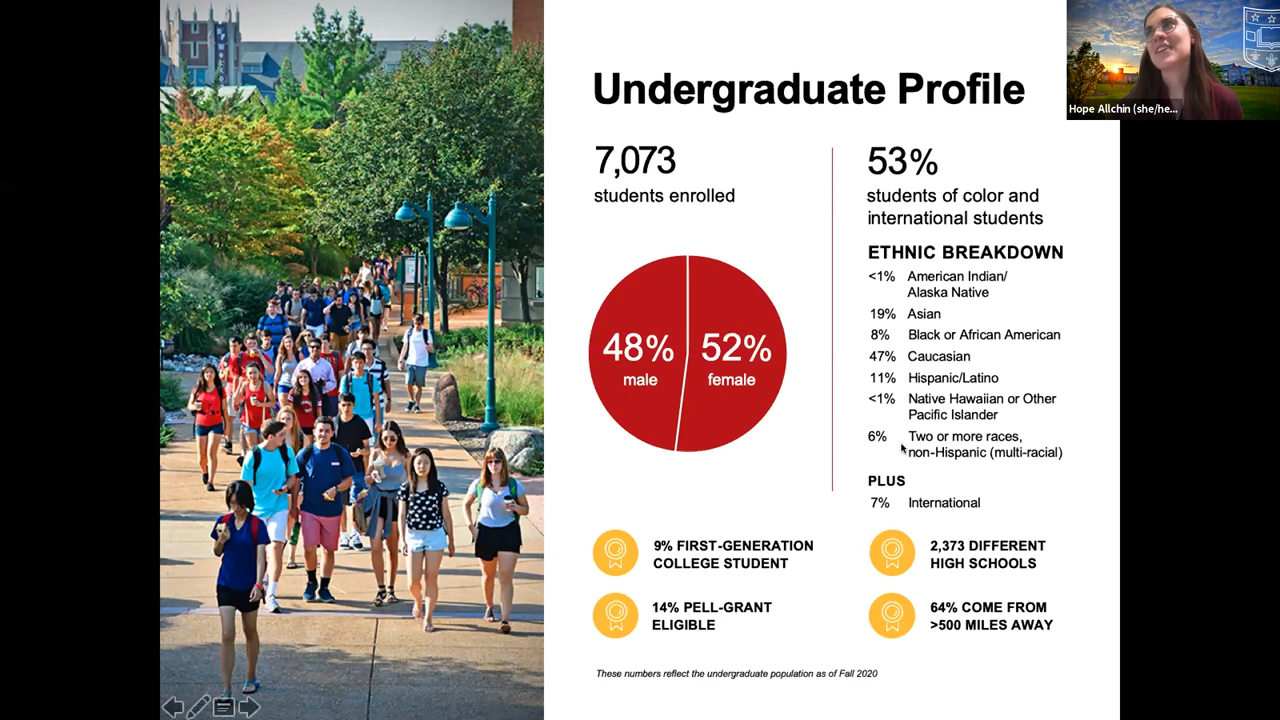 Undergraduate Profile
Hope Allchin (she/he...
7,073
students enrolled
48%
male
52%
female
53%
students of color and
international students
ETHNIC BREAKDOWN
<1% American Indian/
Alaska Native
19% Asian
8% Black or African American
47% Caucasian
11% Hispanic/Latino
<1% Native Hawaiian or Other
Pacific Islander
6% Two or more races,
non-Hispanic (multi-racial)
PLUS
7% International
9% FIRST-GENERATION
COLLEGE STUDENT
2,373 DIFFERENT
HIGH SCHOOLS
14% PELL-GRANT
ELIGIBLE
64% COME FROM
>500 MILES AWAY
These numbers reflect the undergraduate population as of Fall 2020